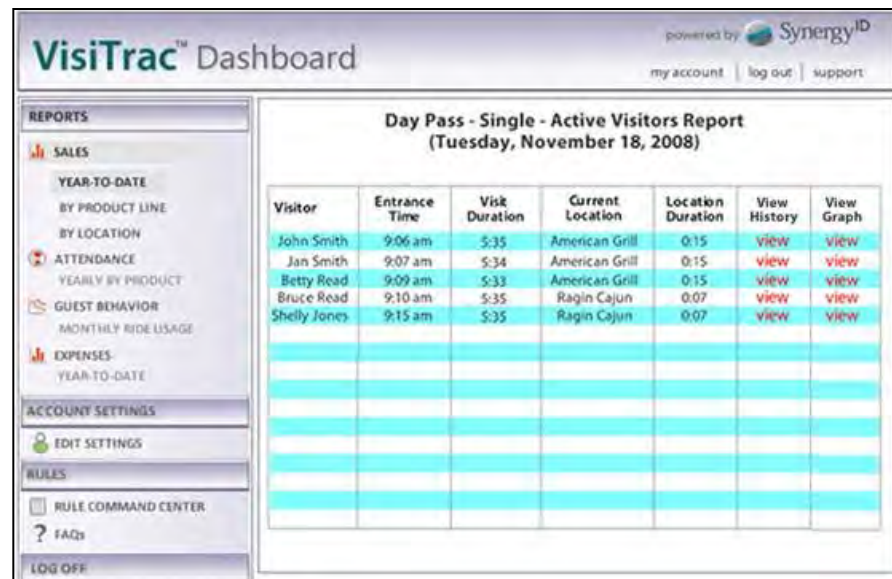 VisiTrac™ Dashboard
powered by SynergyID
my account | log out | support
REPORTS
SALES
YEAR-TO-DATE
BY PRODUCT LINE
BY LOCATION
ATTENDANCE
YEARLY BY PRODUCT
GUEST BEHAVIOR
MONTHLY RIDE USAGE
EXPENSES
YEAR-TO-DATE
ACCOUNT SETTINGS
EDIT SETTINGS
RULES
RULE COMMAND CENTER
? FAQs
LOG OFF
Day Pass - Single - Active Visitors Report
(Tuesday, November 18, 2008)
Visitor Entrance Time Visit Duration Current Location Location Duration View History View Graph
John Smith 9:06 am 5:35 American Grill 0:15 view view
Jan Smith 9:07 am 5:34 American Grill 0:15 view view
Betty Read 9:09 am 5:33 American Grill 0:15 view view
Bruce Read 9:10 am 5:35 Ragin Cajun 0:07 view view
Shelly Jones 9:15 am 5:35 Ragin Cajun 0:07 view view